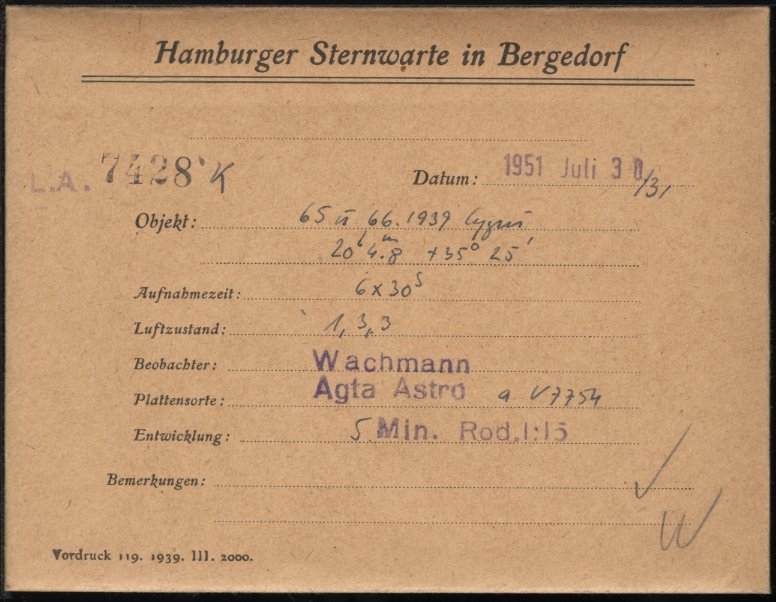 Hamburger Sternwarte in Bergedorf
L.A. 7428 K
Datum: 1951 Juli 30/31
Objekt: 65 u 66.1939 Cygni
20h 4m.8 +35° 25'
Aufnahmezeit: 6x30s
Luftzustand: 1, 3, 3
Beobachter: Wachmann
Plattensorte: Agfa Astro a V7754
Entwicklung: 5 Min. Rod.1:15
Bemerkungen:
W
Vordruck 119. 1939. III. 2000.